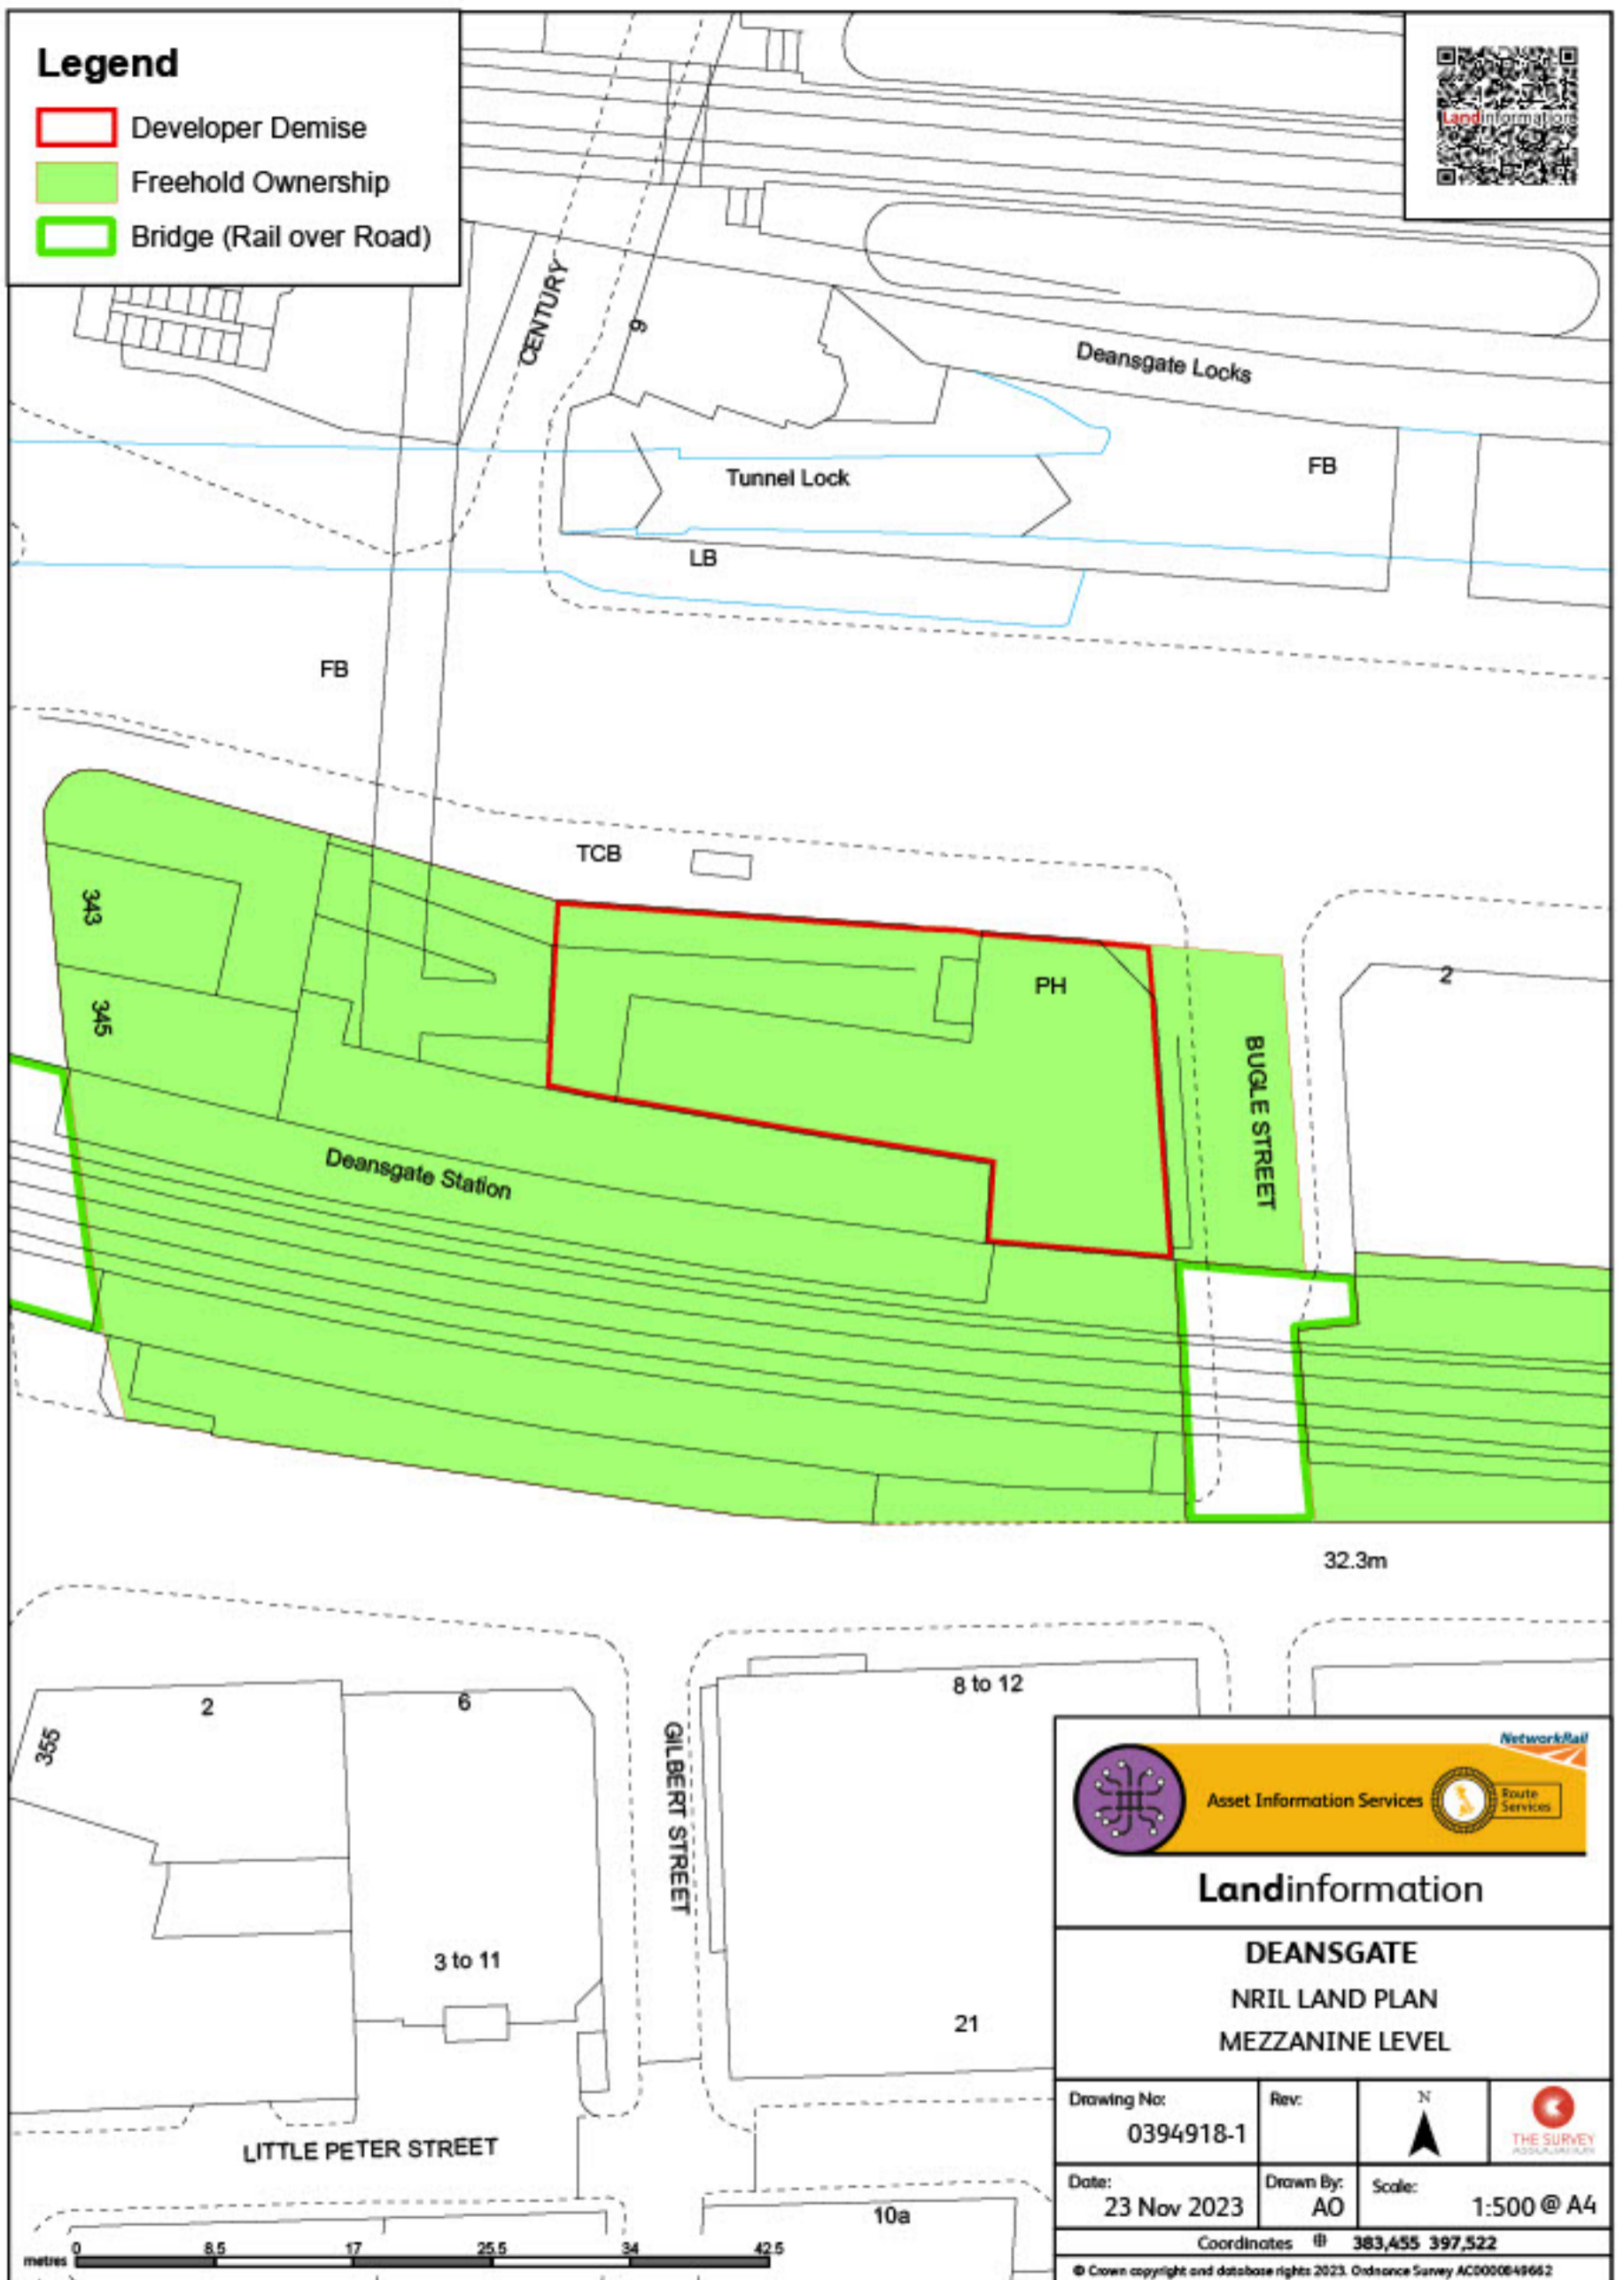 Legend
Developer Demise
Freehold Ownership
Bridge (Rail over Road)
Landinformation
CENTURY
9
Deansgate Locks
Tunnel Lock
FB
LB
FB
TCB
343
PH
2
345
BUGLE STREET
Deansgate Station
32.3m
2
6
8 to 12
355
GILBERT STREET
3 to 11
21
LITTLE PETER STREET
10a
metres 0 8.5 17 25.5 34 42.5
NetworkRail
Asset Information Services
Route
Services
Landinformation
DEANSGATE
NRIL LAND PLAN
MEZZANINE LEVEL
Drawing No:
0394918-1
Rev:
N
THE SURVEY
ASSOCIATION
Date:
23 Nov 2023
Drawn By:
AO
Scale:
1:500 @ A4
Coordinates 383,455 397,522
© Crown copyright and database rights 2023. Ordnance Survey AC0000849662